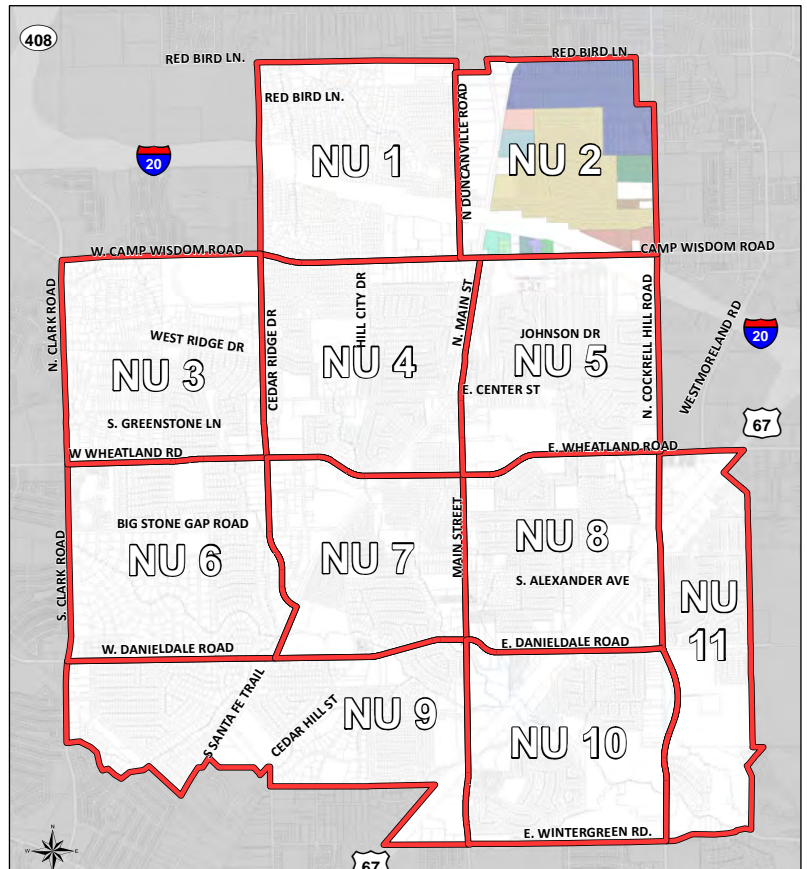 408
RED BIRD LN.
RED BIRD LN
RED BIRD LN.
N DUNCANVILLE ROAD
NU 1
NU 2
20
W. CAMP WISDOM ROAD
CAMP WISDOM ROAD
N. CLARK ROAD
CEDAR RIDGE DR
HILL CITY DR
N. MAIN ST
N. COCKRELL HILL ROAD
WESTMORELAND RD
20
WEST RIDGE DR
JOHNSON DR
NU 3
NU 4
NU 5
E. CENTER ST
S. GREENSTONE LN
67
W WHEATLAND RD
E. WHEATLAND ROAD
S. CLARK ROAD
BIG STONE GAP ROAD
MAIN STREET
NU 6
NU 7
NU 8
S. ALEXANDER AVE
NU
11
W. DANIELDALE ROAD
E. DANIELDALE ROAD
S SANTA FE TRAIL
CEDAR HILL ST
NU 9
NU 10
E. WINTERGREEN RD.
N
W
E
67